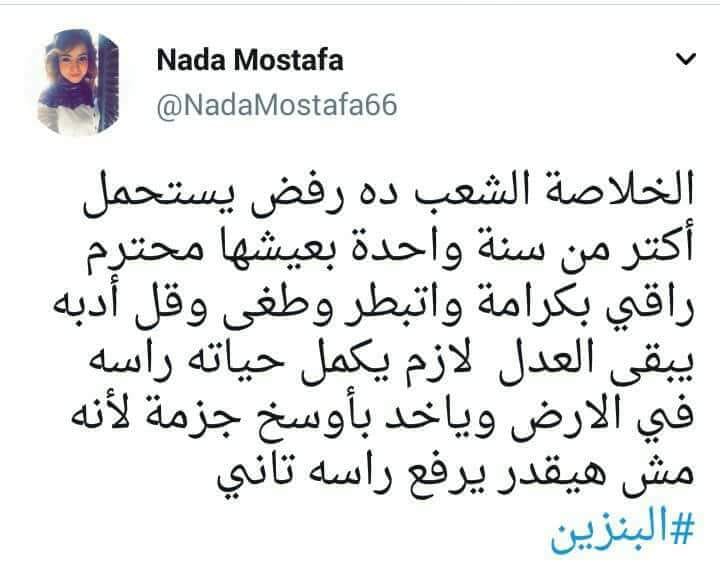 Nada Mostafa
@NadaMostafa66
الخلاصة الشعب ده رفض يستحمل
أكتر من سنة واحدة بعيشها محترم
راقي بكرامة واتبطر وطغى وقل أدبه
يبقى العدل لازم يكمل حياته راسه
في الارض وياخد بأوسخ جزمة لأنه
مش هيقدر يرفع راسه تاني
#البنزين